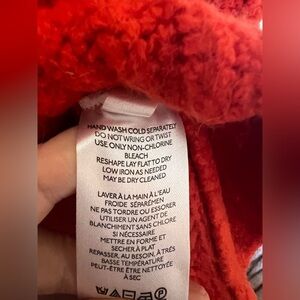 HAND WASH COLD SEPARATELY
DO NOT WRING OR TWIST
USE ONLY NON-CHLORINE
BLEACH
RESHAPE LAY FLAT TO DRY
LOW IRON AS NEEDED
MAY BE DRY CLEANED
LAVER À LA MAIN À L'EAU
FROIDE SÉPARÉMEN
NE PAS TORDRE OU ESSORER
UTILISER UN AGENT DE
BLANCHIMENT SANS CHLORE
SI NÉCESSAIRE
METTRE EN FORME ET
SECHER À PLAT
REPASSER, AU BESOIN, À TRÈS
BASSE TEMPÉRATURE
PEUT-ÊTRE ÊTRE NETTOYÉE
À SEC